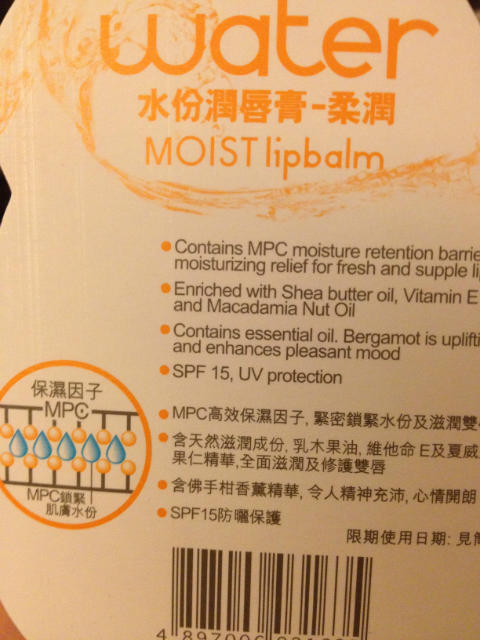 water
水份潤唇膏-柔潤
MOIST lipbalm
Contains MPC moisture retention
moisturizing relief for fresh and supple
Enriched with Shea butter oil, Vitamin E
and Macadamia Nut Oil
Contains essential oil. Bergamot is
and enhances pleasant mood
SPF 15, UV protection
保濕因子
MPC
MPC鎖緊
肌膚水份
MPC高效保濕因子, 緊密鎖緊水份及滋潤雙
含天然滋潤成份, 乳木果油, 維他命 E及夏威
果仁精華,全面滋潤及修護雙唇
含佛手柑香薰精華, 令人精神充沛, 心情開朗
SPF15防曬保護
限期使用日期: 見
4 897006